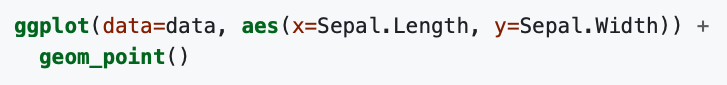 ggplot(data=data, aes(x=Sepal.Length, y=Sepal.Width)) +
  geom_point()